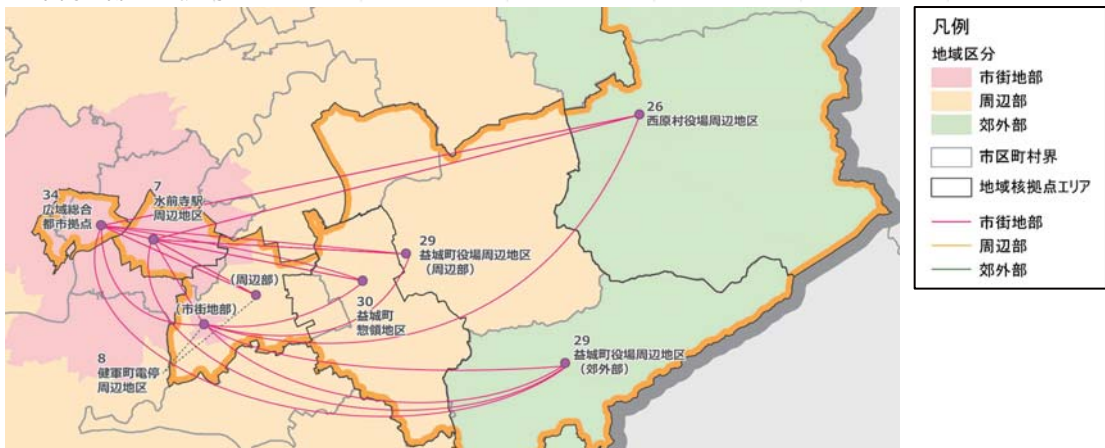 26
西原村役場周辺地区
34
広域総合
都市拠点
7
水前寺駅
周辺地区
29
益城町役場周辺地区
(周辺部)
(周辺部)
(市街地部)
30
益城町
惣領地区
8
健軍町電停
周辺地区
29
益城町役場周辺地区
(郊外部)
凡例
地域区分
市街地部
周辺部
郊外部
市区町村界
地域核拠点エリア
市街地部
周辺部
郊外部